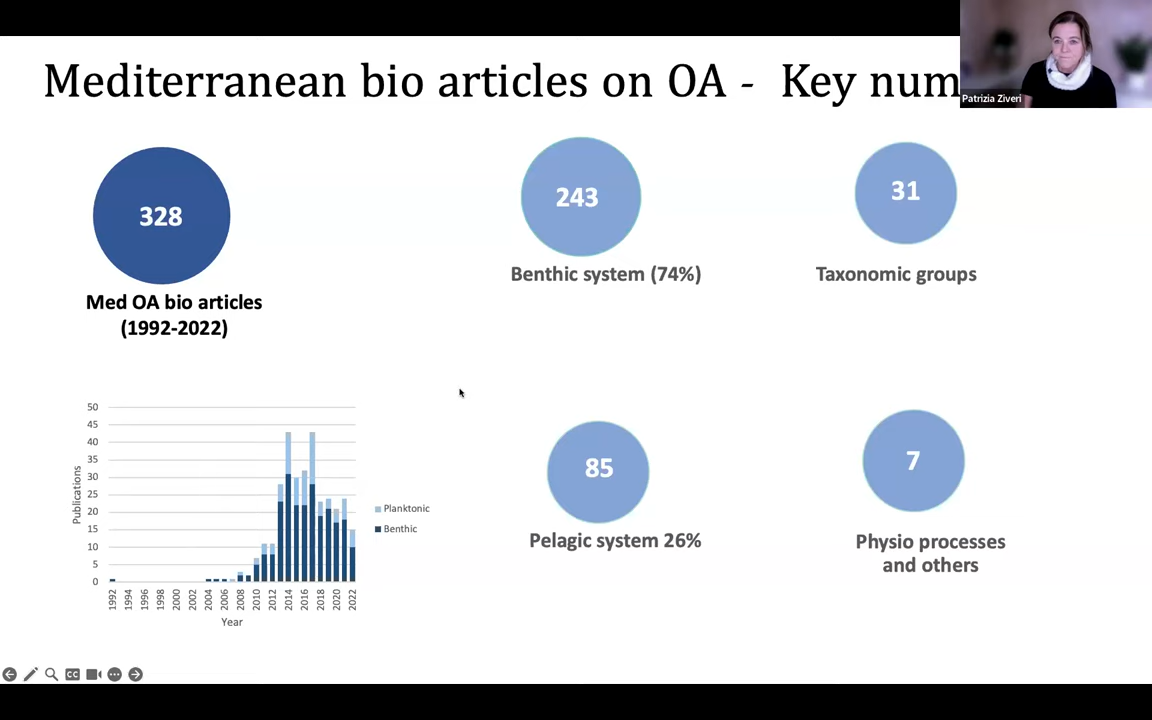 Mediterranean bio articles on OA - Key num
Patrizia Ziveri
328
Med OA bio articles
(1992-2022)
243
Benthic system (74%)
31
Taxonomic groups
50
45
40
35
30
25
20
15
10
5
0
Publications
1992
1994
1996
1998
2000
2002
2004
2006
2008
2010
2012
2014
2016
2018
2020
2022
Year
Planktonic
Benthic
85
Pelagic system 26%
7
Physio processes
and others
CC